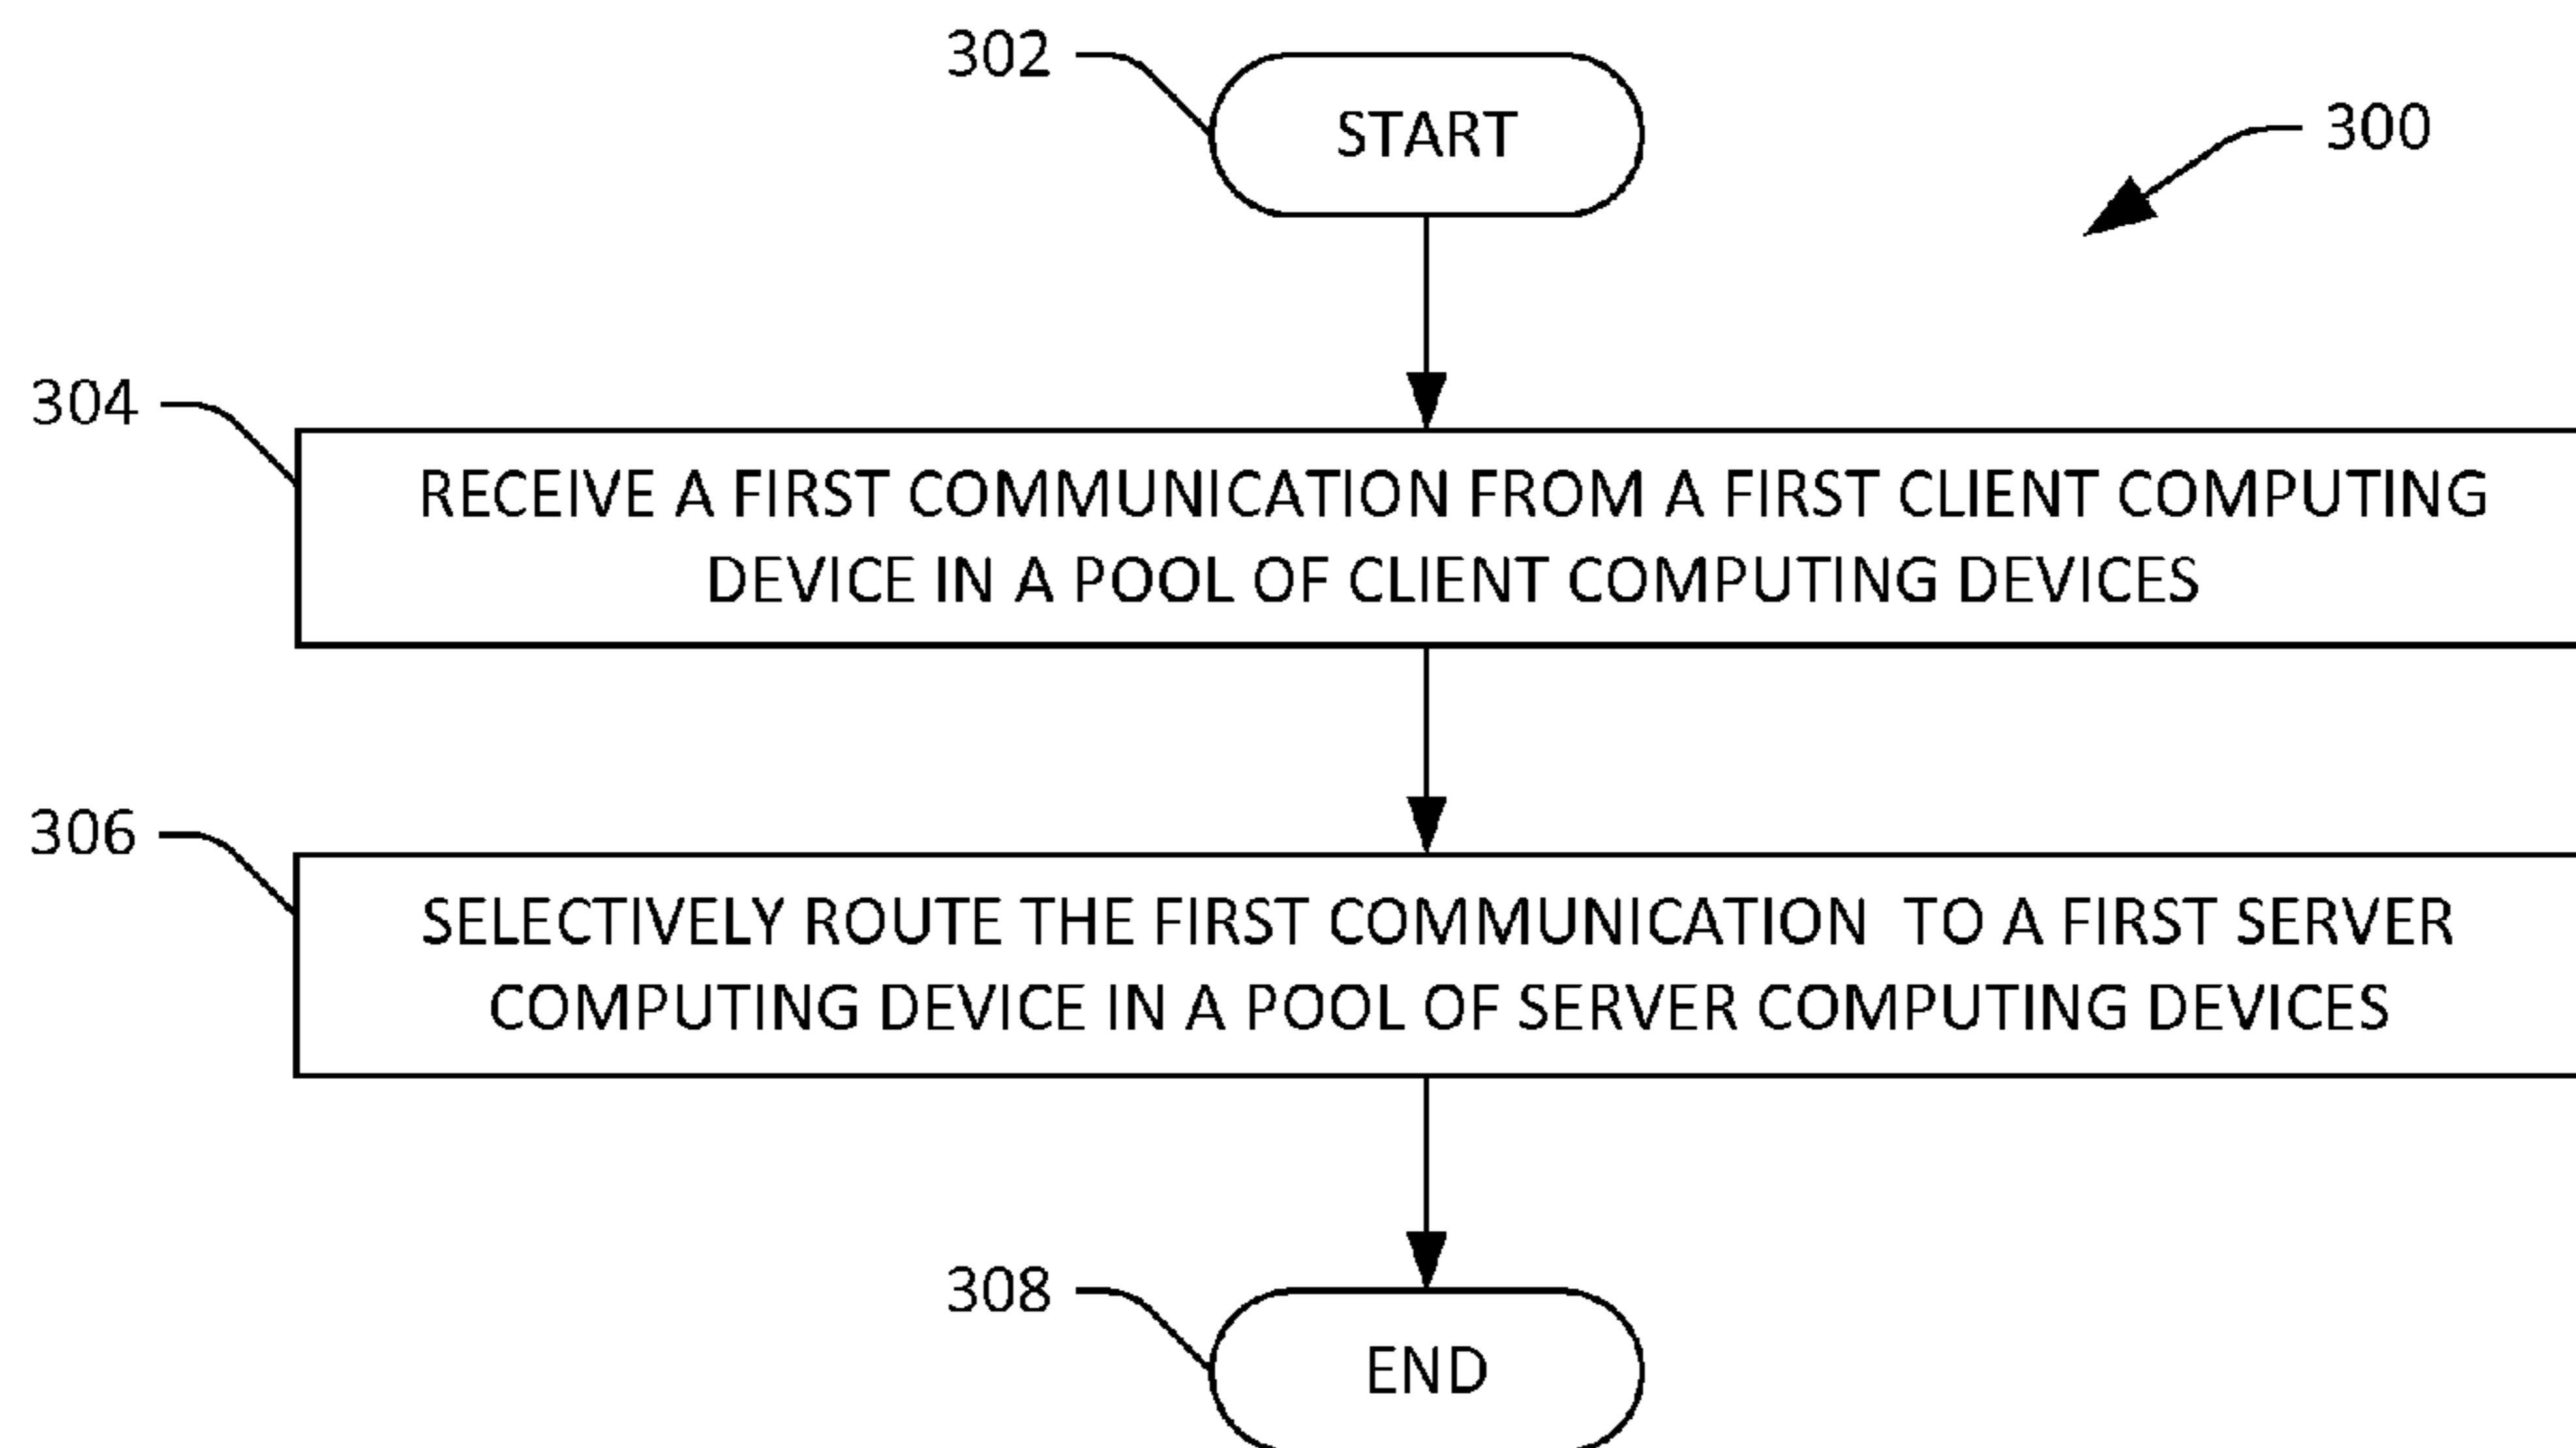 302
START
300
304
RECEIVE A FIRST COMMUNICATION FROM A FIRST CLIENT COMPUTING
DEVICE IN A POOL OF CLIENT COMPUTING DEVICES
306
SELECTIVELY ROUTE THE FIRST COMMUNICATION TO A FIRST SERVER
COMPUTING DEVICE IN A POOL OF SERVER COMPUTING DEVICES
308
END